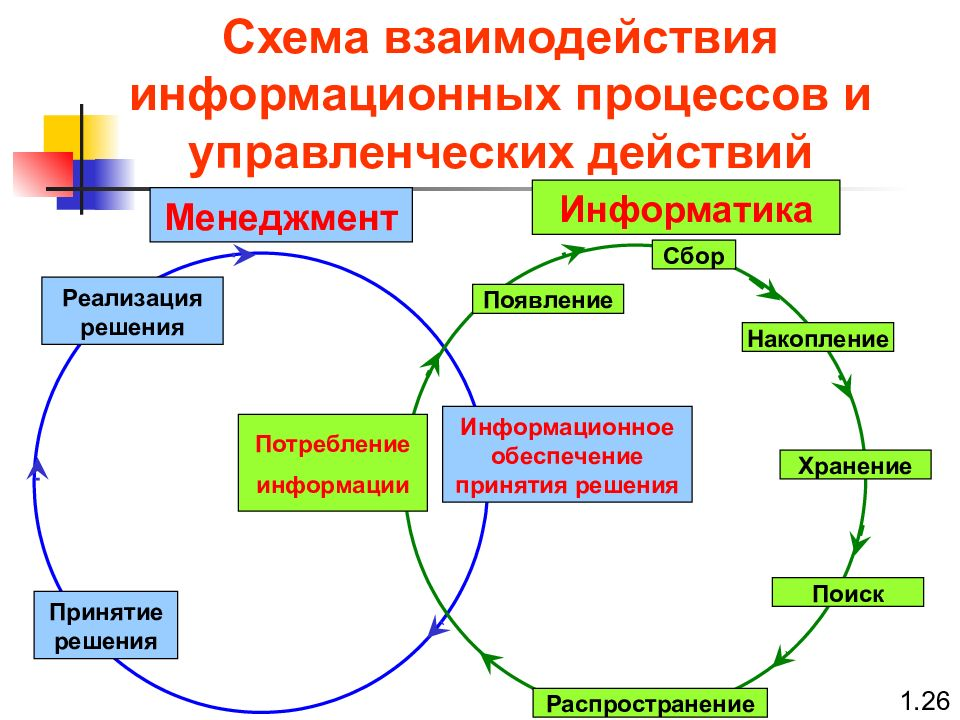 Схема взаимодействия
информационных процессов и
управленческих действий
Менеджмент
Информатика
Сбор
Реализация
решения
Появление
Накопление
Потребление
информации
Информационное
обеспечение
принятия решения
Хранение
Принятие
решения
Поиск
Распространение
1.26